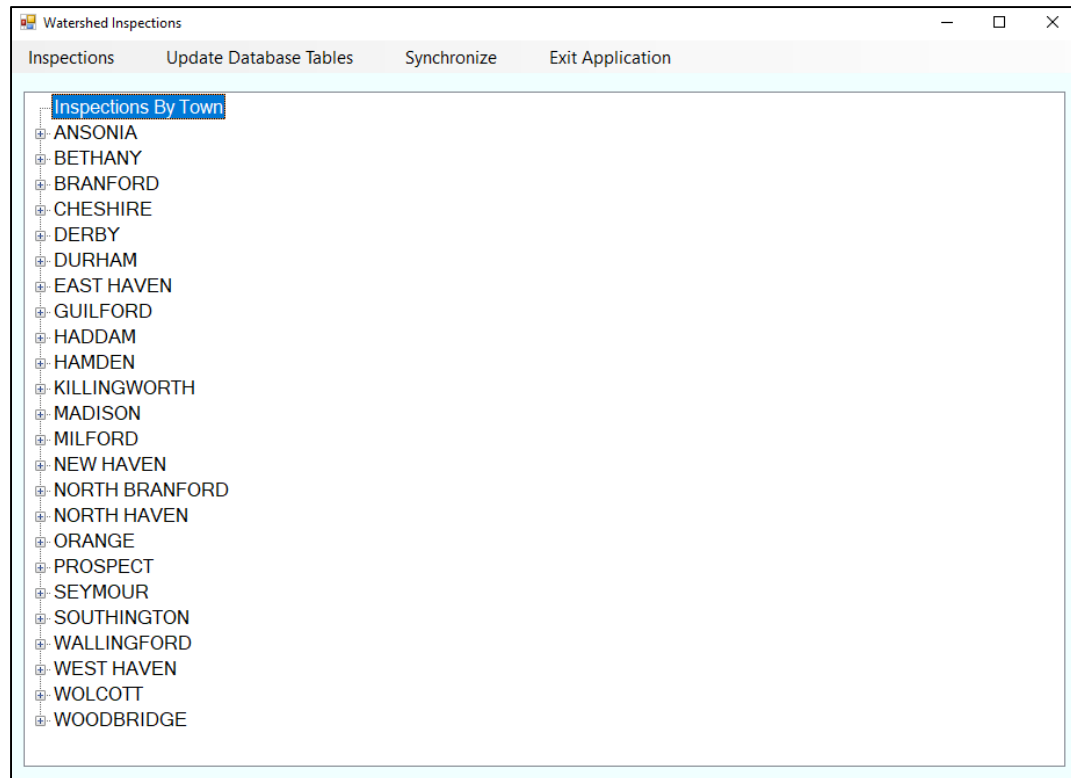 Watershed Inspections
Inspections Update Database Tables Synchronize Exit Application
Inspections By Town
ANSONIA
BETHANY
BRANFORD
CHESHIRE
DERBY
DURHAM
EAST HAVEN
GUILFORD
HADDAM
HAMDEN
KILLINGWORTH
MADISON
MILFORD
NEW HAVEN
NORTH BRANFORD
NORTH HAVEN
ORANGE
PROSPECT
SEYMOUR
SOUTHINGTON
WALLINGFORD
WEST HAVEN
WOLCOTT
WOODBRIDGE